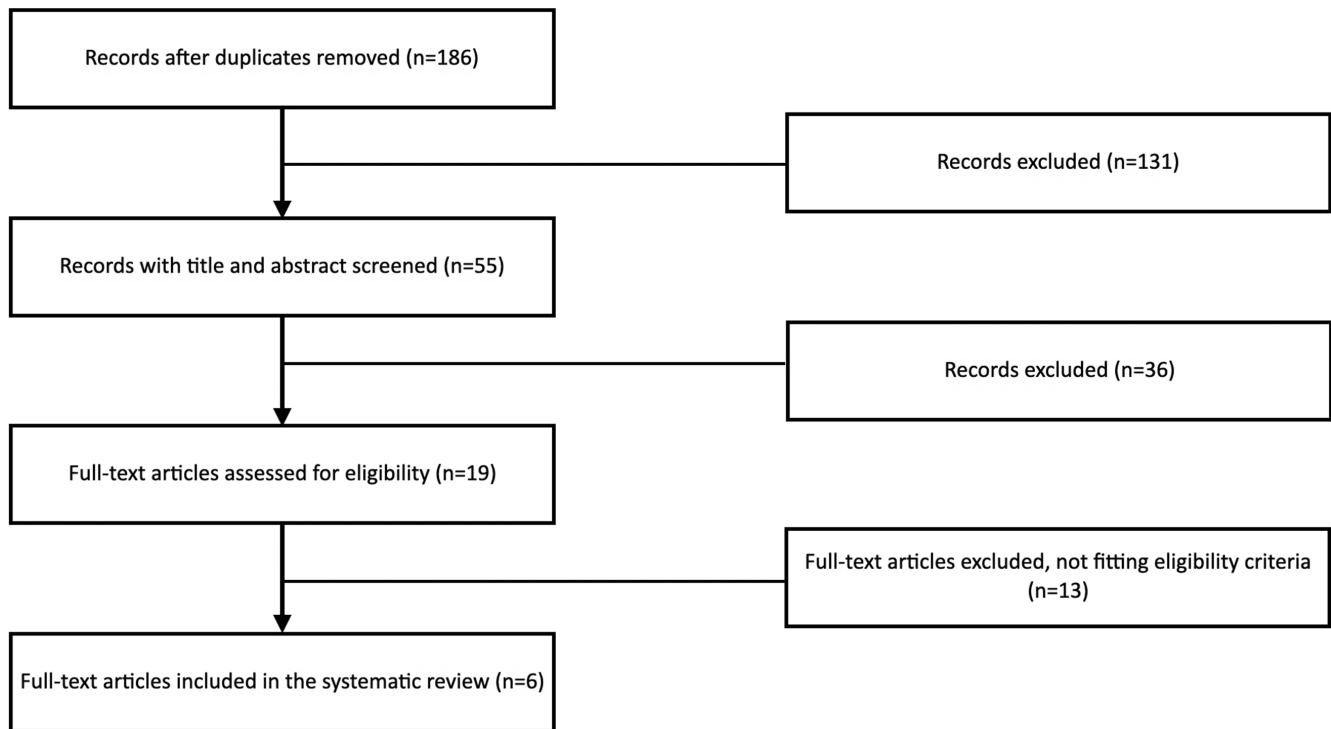 Records after duplicates removed (n=186)
Records excluded (n=131)
Records with title and abstract screened (n=55)
Records excluded (n=36)
Full-text articles assessed for eligibility (n=19)
Full-text articles excluded, not fitting eligibility criteria
(n=13)
Full-text articles included in the systematic review (n=6)